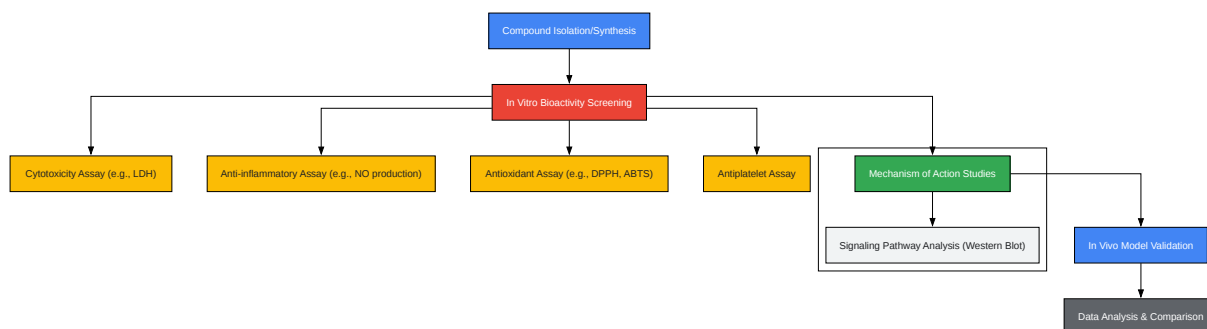 Compound Isolation/Synthesis
In Vitro Bioactivity Screening
Cytotoxicity Assay (e.g., LDH)
Anti-inflammatory Assay (e.g., NO production)
Antioxidant Assay (e.g., DPPH, ABTS)
Antiplatelet Assay
Mechanism of Action Studies
Signaling Pathway Analysis (Western Blot)
In Vivo Model Validation
Data Analysis & Comparison